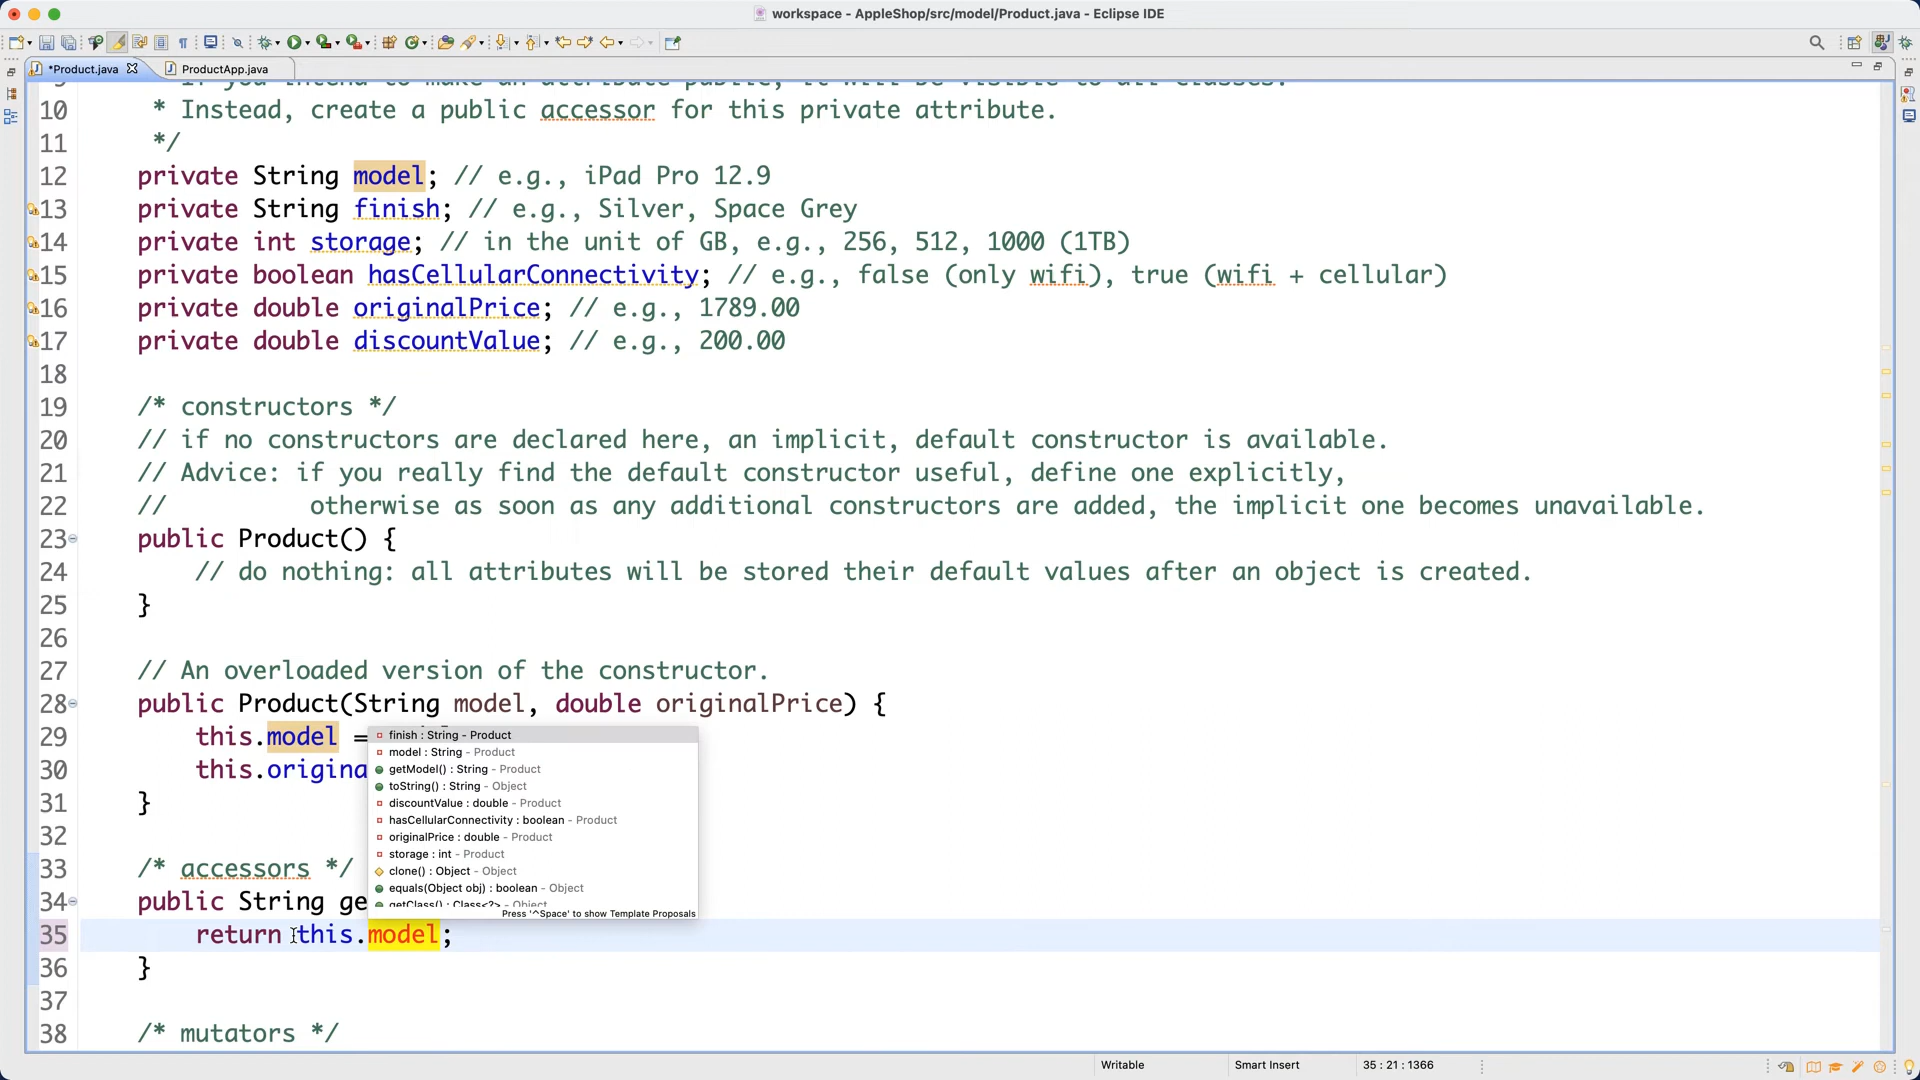 workspace - AppleShop/src/model/Product.java - Eclipse IDE
*Product.java
ProductApp.java
10 * Instead, create a public accessor for this private attribute.
11 */
12 private String model; // e.g., iPad Pro 12.9
13 private String finish; // e.g., Silver, Space Grey
14 private int storage; // in the unit of GB, e.g., 256, 512, 1000 (1TB)
15 private boolean hasCellularConnectivity; // e.g., false (only wifi), true (wifi + cellular)
16 private double originalPrice; // e.g., 1789.00
17 private double discountValue; // e.g., 200.00
18
19 /* constructors */
20 // if no constructors are declared here, an implicit, default constructor is available.
21 // Advice: if you really find the default constructor useful, define one explicitly,
22 // otherwise as soon as any additional constructors are added, the implicit one becomes unavailable.
23 public Product() {
24 // do nothing: all attributes will be stored their default values after an object is created.
25 }
26
27 // An overloaded version of the constructor.
28 public Product(String model, double originalPrice) {
29 this.model =
30 this.origina
31 }
32
33 /* accessors */
34 public String ge
35 return this.model;
36 }
37
38 /* mutators */
finish : String - Product
model : String - Product
getModel() : String - Product
toString() : String - Object
discountValue : double - Product
hasCellularConnectivity : boolean - Product
originalPrice : double - Product
storage : int - Product
clone() : Object - Object
equals(Object obj) : boolean - Object
getClass() : Class<?> - Object
Press '^Space' to show Template Proposals
Writable
Smart Insert
35 : 21 : 1366